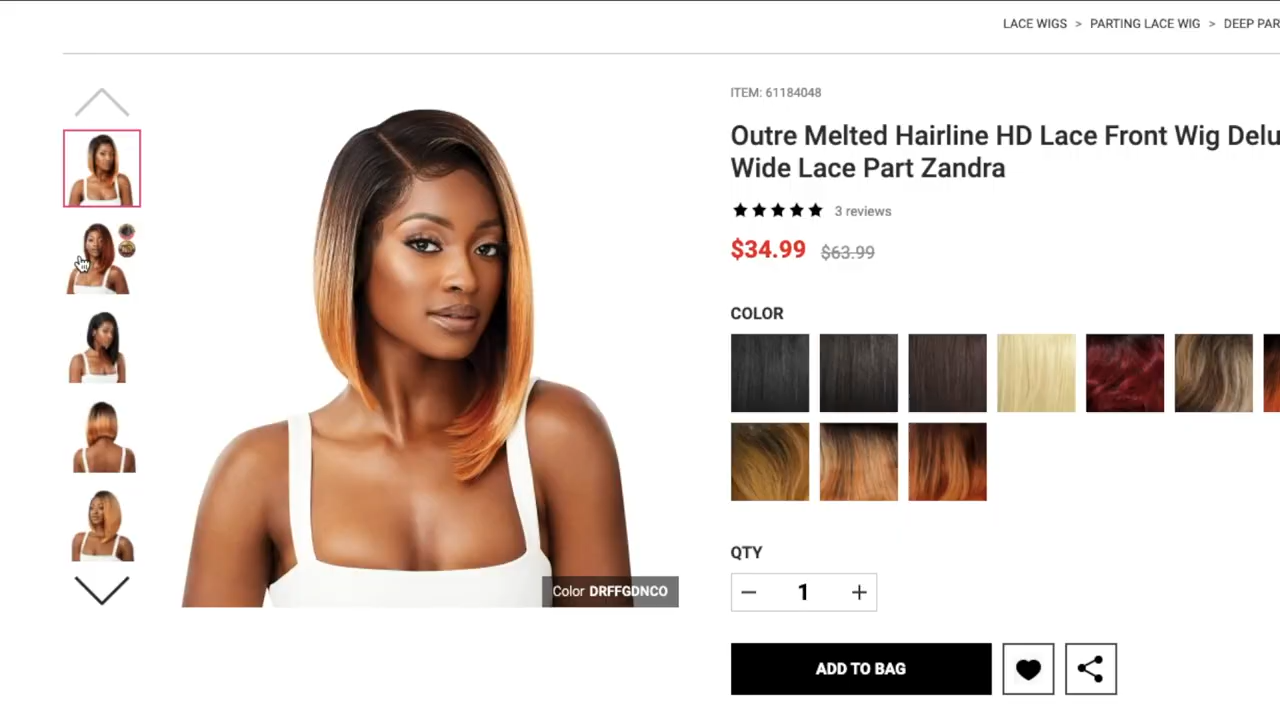 LACE WIGS > PARTING LACE WIG > DEEP PAR
ITEM: 61184048
Outre Melted Hairline HD Lace Front Wig Delu
Wide Lace Part Zandra
3 reviews
$34.99 $63.99
COLOR
Color DRFFGDNCO
QTY
− 1 +
ADD TO BAG